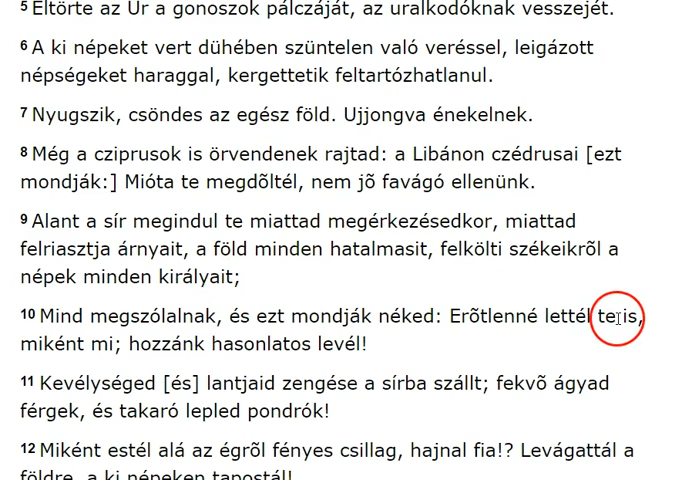 5 Eltörte az Úr a gonoszok pálczáját, az uralkodóknak vesszejét.
6 A ki népeket vert dühében szüntelen való veréssel, leigázott
népségeket haraggal, kergettetik feltartózhatlanul.
7 Nyugszik, csöndes az egész föld. Ujjongva énekelnek.
8 Még a cziprusok is örvendenek rajtad: a Libánon czédrusai [ezt
mondják:] Mióta te megdõltél, nem jõ favágó ellenünk.
9 Alant a sír megindul te miattad megérkezésedkor, miattad
felriasztja árnyait, a föld minden hatalmasit, felkölti székeikrõl a
népek minden királyait;
10 Mind megszólalnak, és ezt mondják néked: Erõtlenné lettél te is,
miként mi; hozzánk hasonlatos levél!
11 Kevélységed [és] lantjaid zengése a sírba szállt; fekvõ ágyad
férgek, és takaró lepled pondrók!
12 Miként estél alá az égrõl fényes csillag, hajnal fia!? Levágattál a
földre, a ki népeken tapostál!